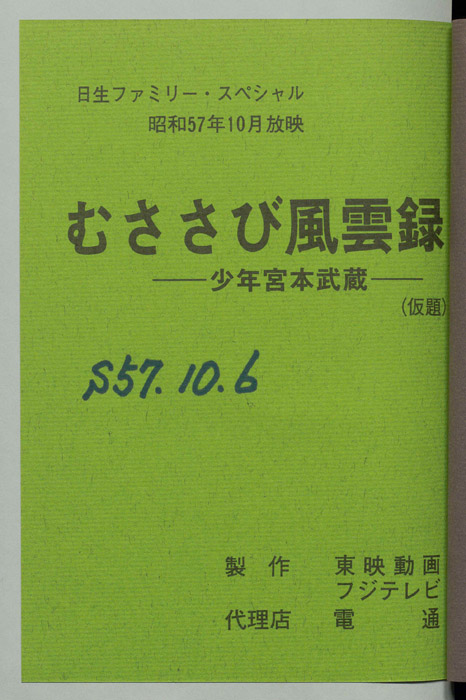 日生ファミリー・スペシャル
昭和57年10月放映
むささび風雲録
――少年宮本武蔵――
(仮題)
S57.10.6
製作 東映動画
フジテレビ
代理店 電通